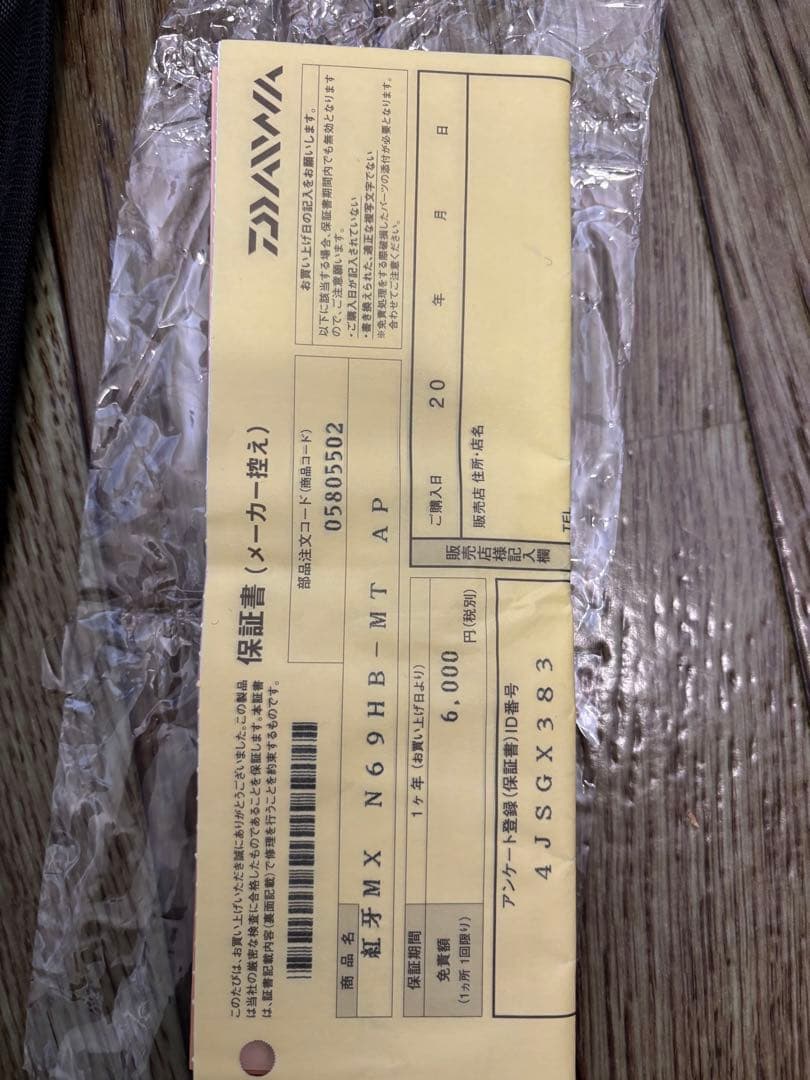 このたびは、お買い上げいただき誠にありがとうございました。この製品
は当社の厳密な検査に合格したものであることを保証します。本証書
は、証書記載内容(裏面記載)で修理を行うことを約束するものです。
保証書(メーカー控え)
DAIWA
部品注文コード(商品コード)
05805502
お買い上げ日の記入をお願いします。
以下に該当する場合、保証書期間内でも無効となります
ので、ご注意願います。
・ご購入日が記入されていない
・書き換えられた、適正な複写文字でない
※免責処理をする際破損したパーツの添付が必要となります。
合わせてご注意ください。
商品名
紅牙MX N69HB-MT AP
保証期間
1ヶ年(お買い上げ日より)
免責額
(1ヵ所1回限り)
6,000
円(税別)
販売店様記入欄
ご購入日
20 年 月 日
販売店 住所・店名
TEL
アンケート登録(保証書)ID番号
4JSGX383